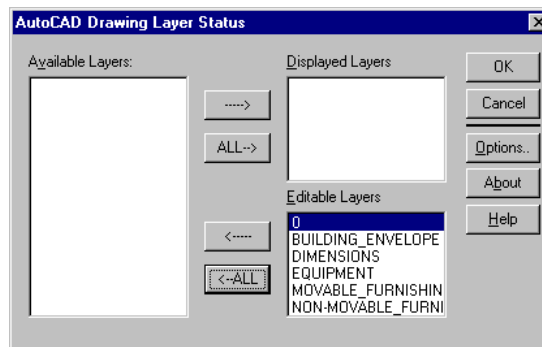 AutoCAD Drawing Layer Status
Available Layers:
Displayed Layers
OK
----->
Cancel
ALL-->
Options..
About
Editable Layers
Help
0
<-----
BUILDING_ENVELOPE
DIMENSIONS
EQUIPMENT
<--ALL
MOVABLE_FURNISHIN
NON-MOVABLE_FURNI